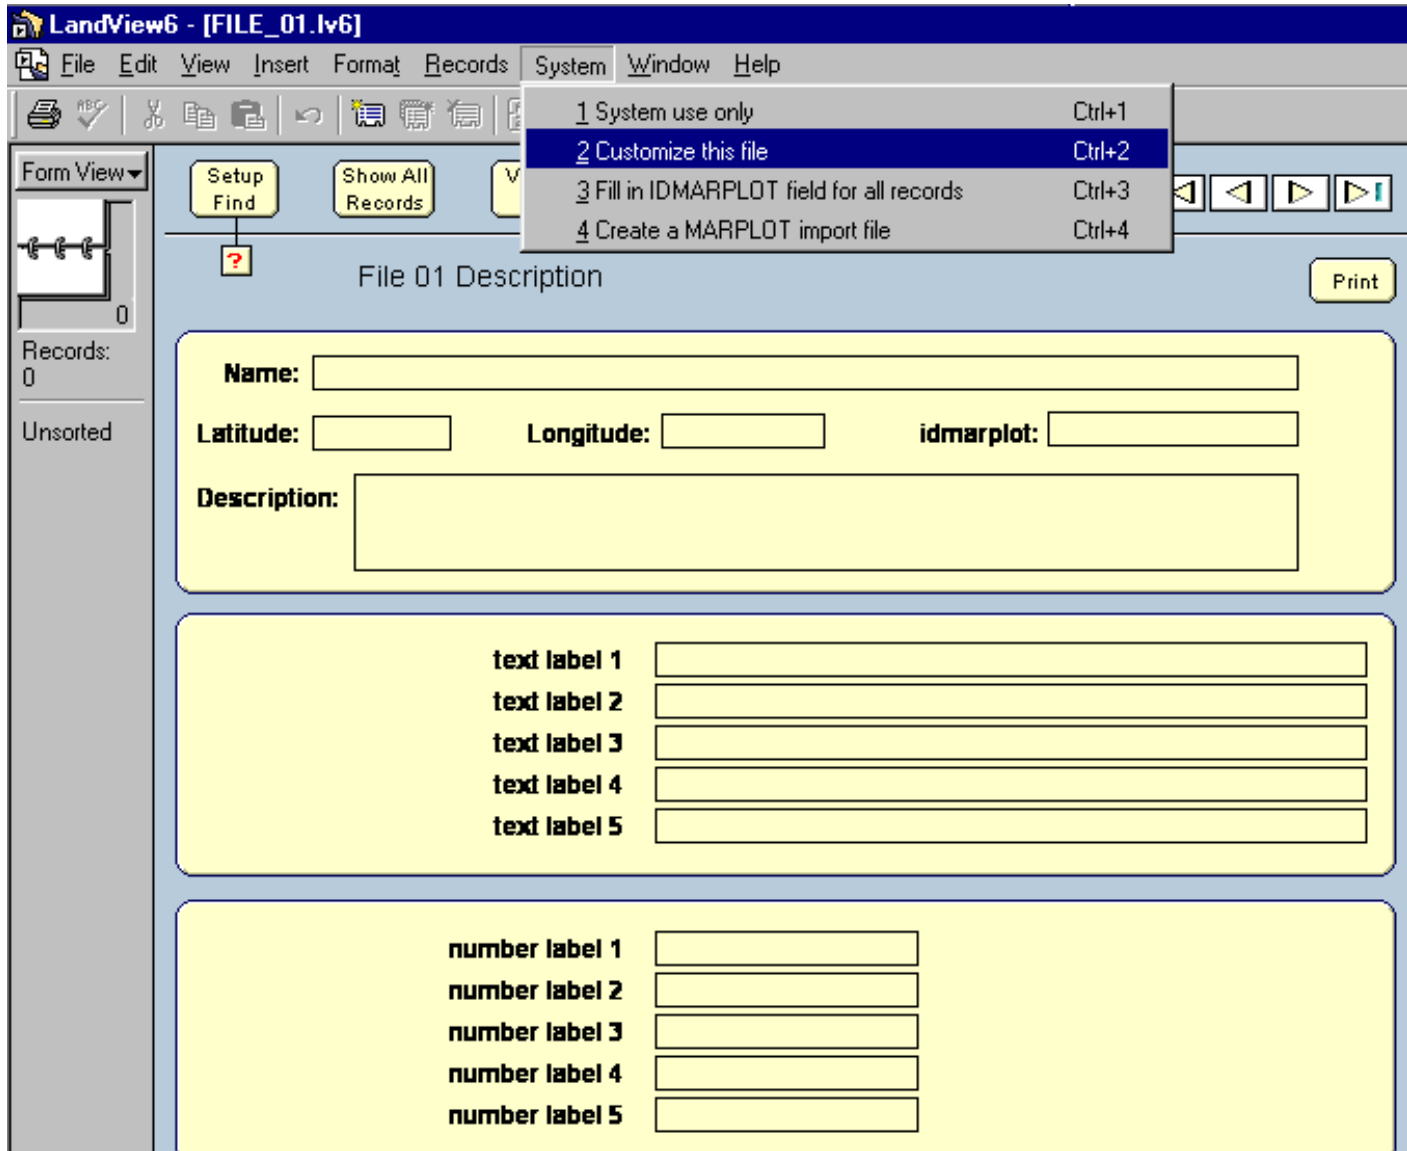 LandView6 - [FILE_01.lv6]
File Edit View Insert Format Records System Window Help
ABC
1 System use only Ctrl+1
2 Customize this file Ctrl+2
3 Fill in IDMARPLOT field for all records Ctrl+3
4 Create a MARPLOT import file Ctrl+4
Form View
Setup Find
Show All Records
V
?
0
Records:
0
Unsorted
File 01 Description
Print
Name:
Latitude: Longitude: idmarplot:
Description:
text label 1
text label 2
text label 3
text label 4
text label 5
number label 1
number label 2
number label 3
number label 4
number label 5